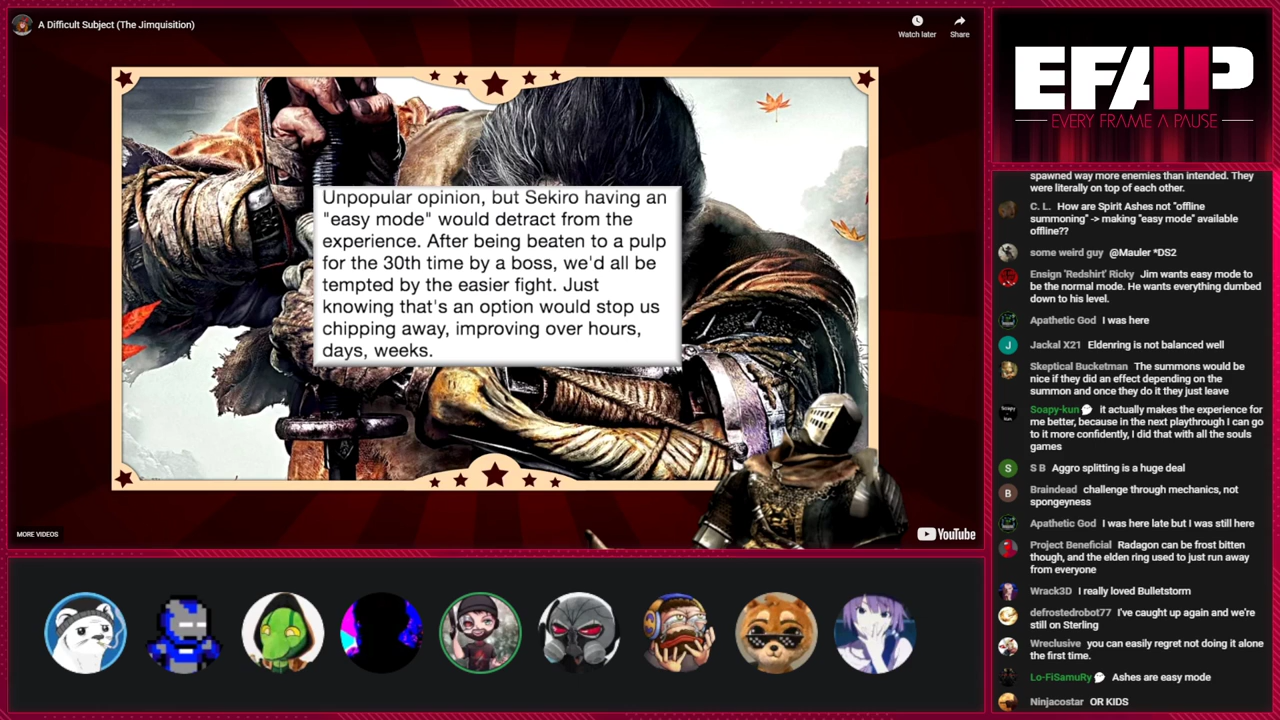 A Difficult Subject (The Jimquisition)
Watch later
Share
Unpopular opinion, but Sekiro having an
"easy mode" would detract from the
experience. After being beaten to a pulp
for the 30th time by a boss, we'd all be
tempted by the easier fight. Just
knowing that's an option would stop us
chipping away, improving over hours,
days, weeks.
MORE VIDEOS
YouTube
EFAP
EVERY FRAME A PAUSE
spawned way more enemies than intended. They
were literally on top of each other.
C. L. How are Spirit Ashes not "offline
summoning" -> making "easy mode" available
offline??
some weird guy @Mauler *DS2
Ensign 'Redshirt' Ricky Jim wants easy mode to
be the normal mode. He wants everything dumbed
down to his level.
Apathetic God I was here
J
Jackal X21 Eldenring is not balanced well
Skeptical Bucketman The summons would be
nice if they did an effect depending on the
summon and once they do it they just leave
Soapy kun
Soapy-kun it actually makes the experience for
me better, because in the next playthrough I can go
to it more confidently, I did that with all the souls
games
S
S B Aggro splitting is a huge deal
B
Braindead challenge through mechanics, not
spongeyness
Apathetic God I was here late but I was still here
Project Beneficial Radagon can be frost bitten
though, and the elden ring used to just run away
from everyone
Wrack3D I really loved Bulletstorm
defrostedrobot77 I've caught up again and we're
still on Sterling
Wreclusive you can easily regret not doing it alone
the first time.
Lo-FiSamuRy Ashes are easy mode
Ninjacostar OR KIDS